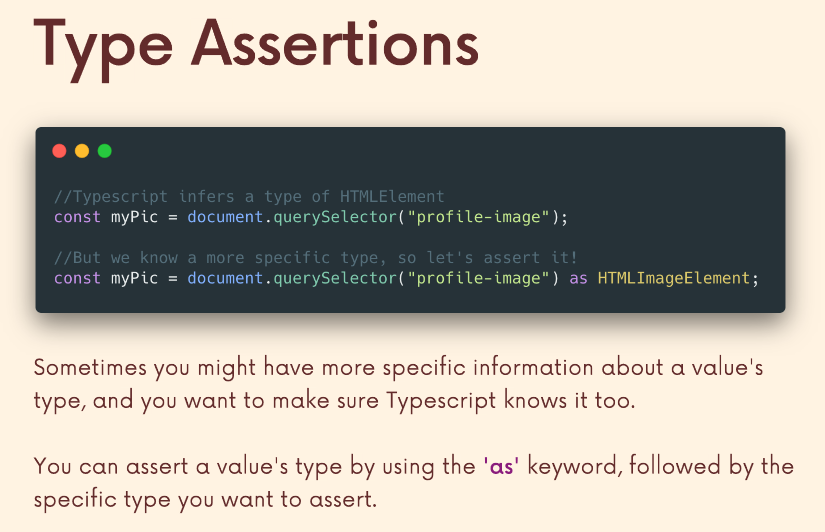 Type Assertions
//Typescript infers a type of HTMLElement
const myPic = document.querySelector("profile-image");
//But we know a more specific type, so let's assert it!
const myPic = document.querySelector("profile-image") as HTMLImageElement;
Sometimes you might have more specific information about a value's
type, and you want to make sure Typescript knows it too.
You can assert a value's type by using the 'as' keyword, followed by the
specific type you want to assert.